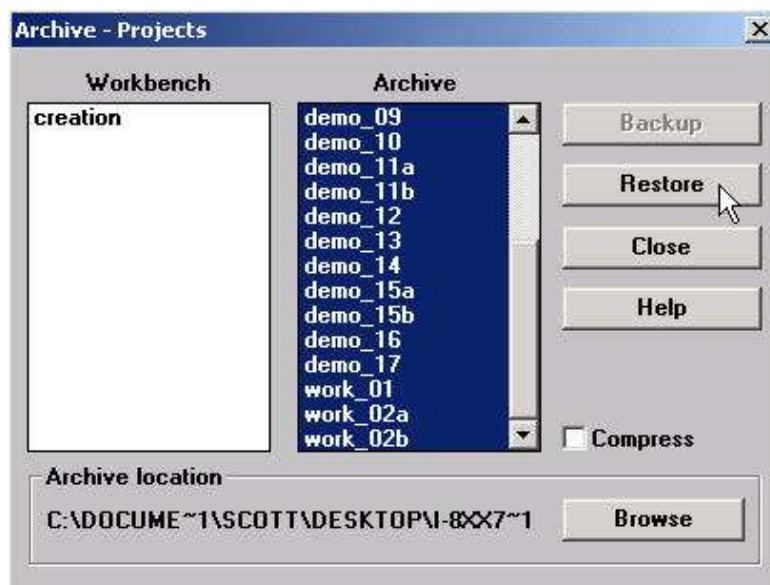 Archive - Projects
Workbench
Archive
creation
demo_09
demo_10
demo_11a
demo_11b
demo_12
demo_13
demo_14
demo_15a
demo_15b
demo_16
demo_17
work_01
work_02a
work_02b
Backup
Restore
Close
Help
Compress
Archive location
C:\DOCUME~1\SCOTT\DESKTOP\I-8XX7~1
Browse